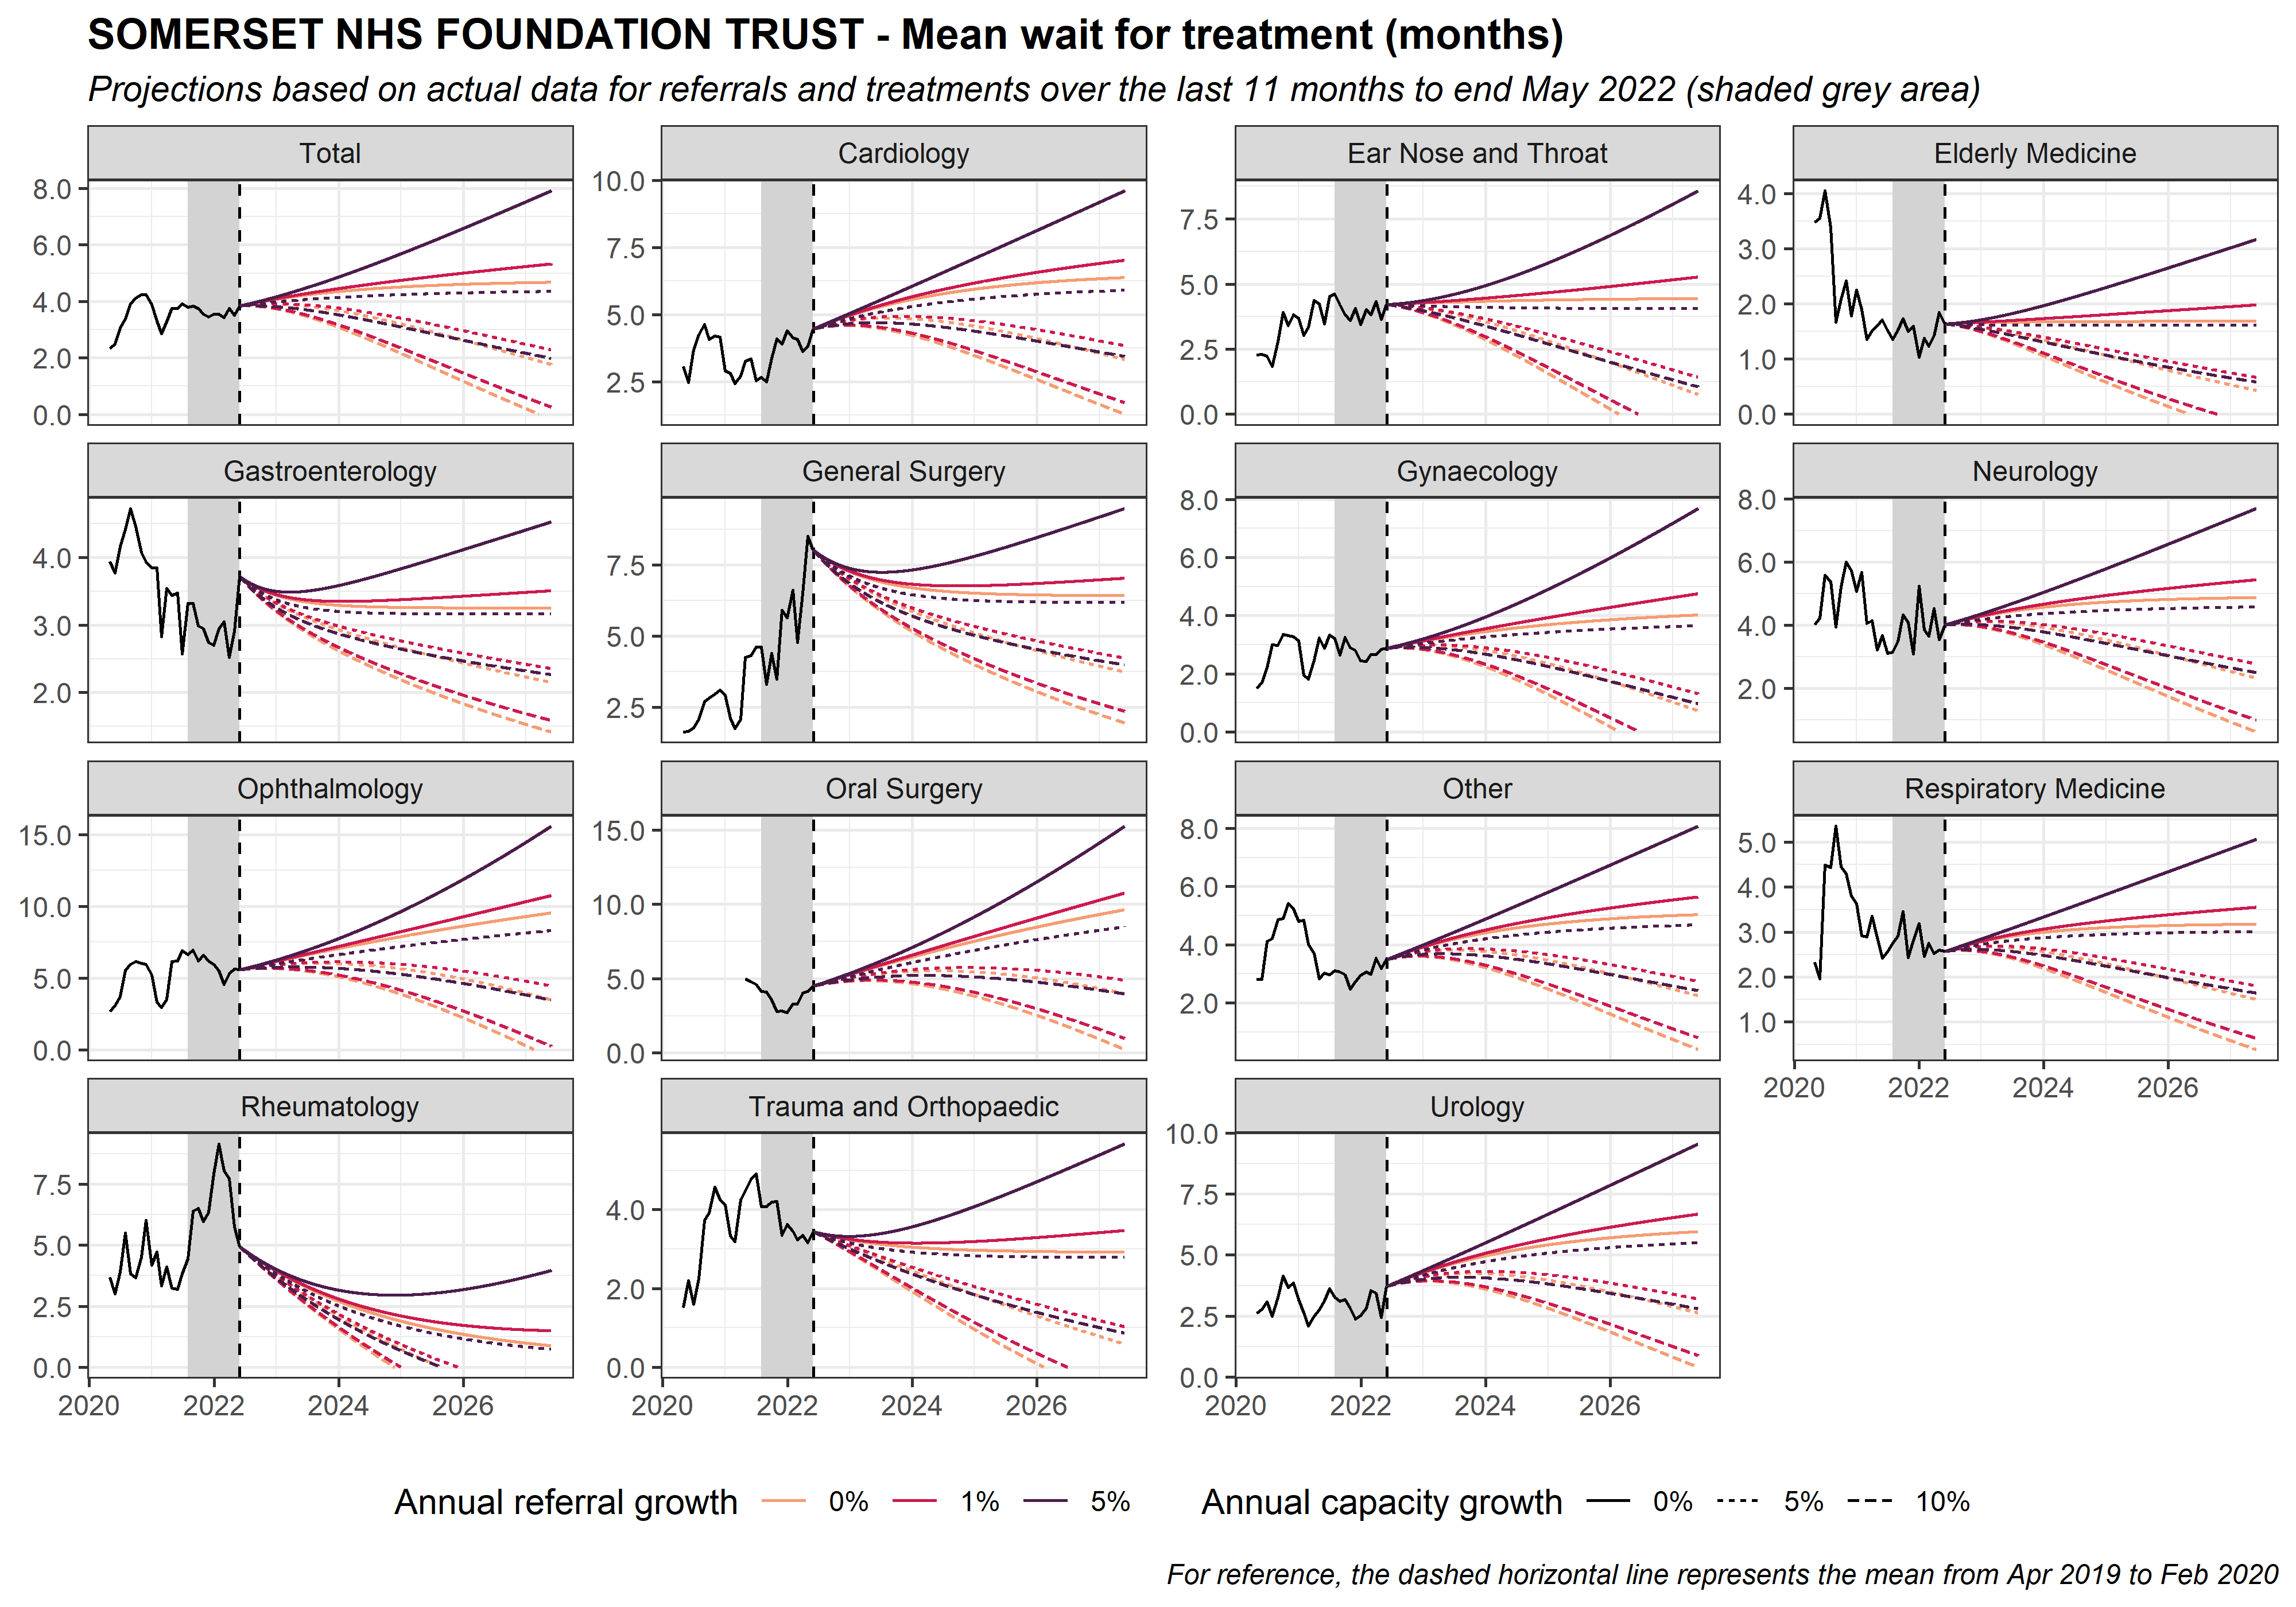 SOMERSET NHS FOUNDATION TRUST - Mean wait for treatment (months)
Projections based on actual data for referrals and treatments over the last 11 months to end May 2022 (shaded grey area)
Total
8.0
6.0
4.0
2.0
0.0
Cardiology
10.0
7.5
5.0
2.5
Ear Nose and Throat
7.5
5.0
2.5
0.0
Elderly Medicine
4.0
3.0
2.0
1.0
0.0
Gastroenterology
4.0
3.0
2.0
General Surgery
7.5
5.0
2.5
Gynaecology
8.0
6.0
4.0
2.0
0.0
Neurology
8.0
6.0
4.0
2.0
Ophthalmology
15.0
10.0
5.0
0.0
Oral Surgery
15.0
10.0
5.0
0.0
Other
8.0
6.0
4.0
2.0
Respiratory Medicine
5.0
4.0
3.0
2.0
1.0
2020 2022 2024 2026
Rheumatology
7.5
5.0
2.5
0.0
2020 2022 2024 2026
Trauma and Orthopaedic
4.0
2.0
0.0
2020 2022 2024 2026
Urology
10.0
7.5
5.0
2.5
0.0
2020 2022 2024 2026
Annual referral growth 0% 1% 5% Annual capacity growth 0% 5% 10%
For reference, the dashed horizontal line represents the mean from Apr 2019 to Feb 2020